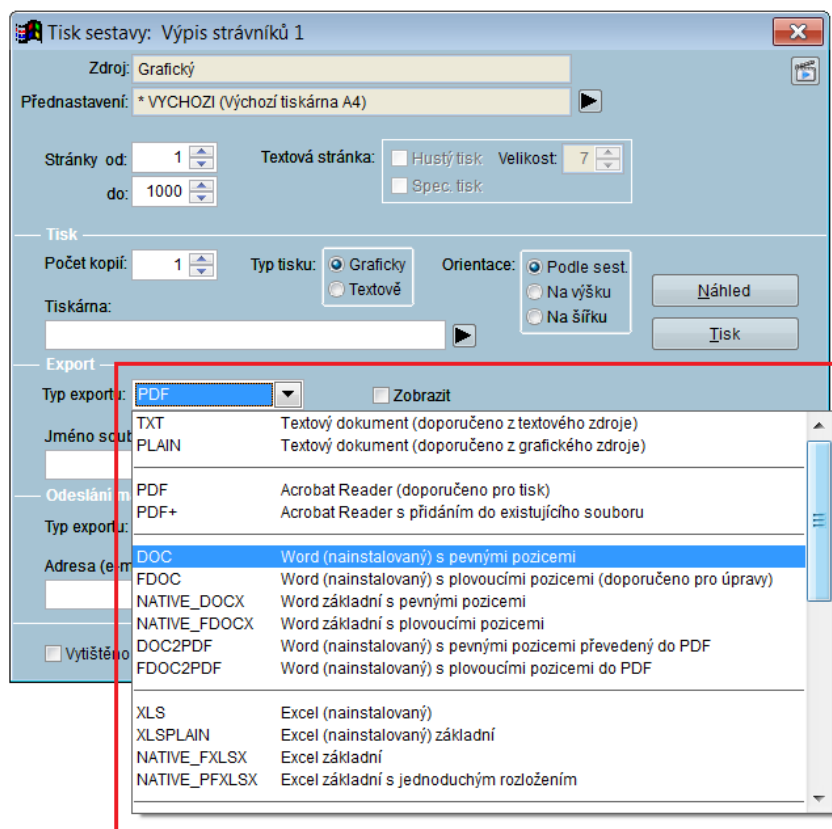 Tisk sestavy: Výpis strávníků 1
Zdroj: Grafický
Přednastavení: * VYCHOZI (Výchozí tiskárna A4)
Stránky od: 1 Textová stránka: Hustý tisk Velikost: 7
do: 1000 Spec. tisk
Tisk
Počet kopií: 1 Typ tisku: Graficky Orientace: Podle sest.
Textově Na výšku Náhled
Tiskárna: Na šířku
Tisk
Export
Typ exportu: PDF Zobrazit
TXT Textový dokument (doporučeno z textového zdroje)
Jméno soub
PLAIN Textový dokument (doporučeno z grafického zdroje)
PDF Acrobat Reader (doporučeno pro tisk)
Odeslání m
PDF+ Acrobat Reader s přidáním do existujícího souboru
Typ exportu:
DOC Word (nainstalovaný) s pevnými pozicemi
Adresa (e-m
FDOC Word (nainstalovaný) s plovoucími pozicemi (doporučeno pro úpravy)
NATIVE_DOCX Word základní s pevnými pozicemi
NATIVE_FDOCX Word základní s plovoucími pozicemi
DOC2PDF Word (nainstalovaný) s pevnými pozicemi převedený do PDF
Vytištěno
FDOC2PDF Word (nainstalovaný) s plovoucími pozicemi do PDF
XLS Excel (nainstalovaný)
XLSPLAIN Excel (nainstalovaný) základní
NATIVE_FXLSX Excel základní
NATIVE_PFXLSX Excel základní s jednoduchým rozložením